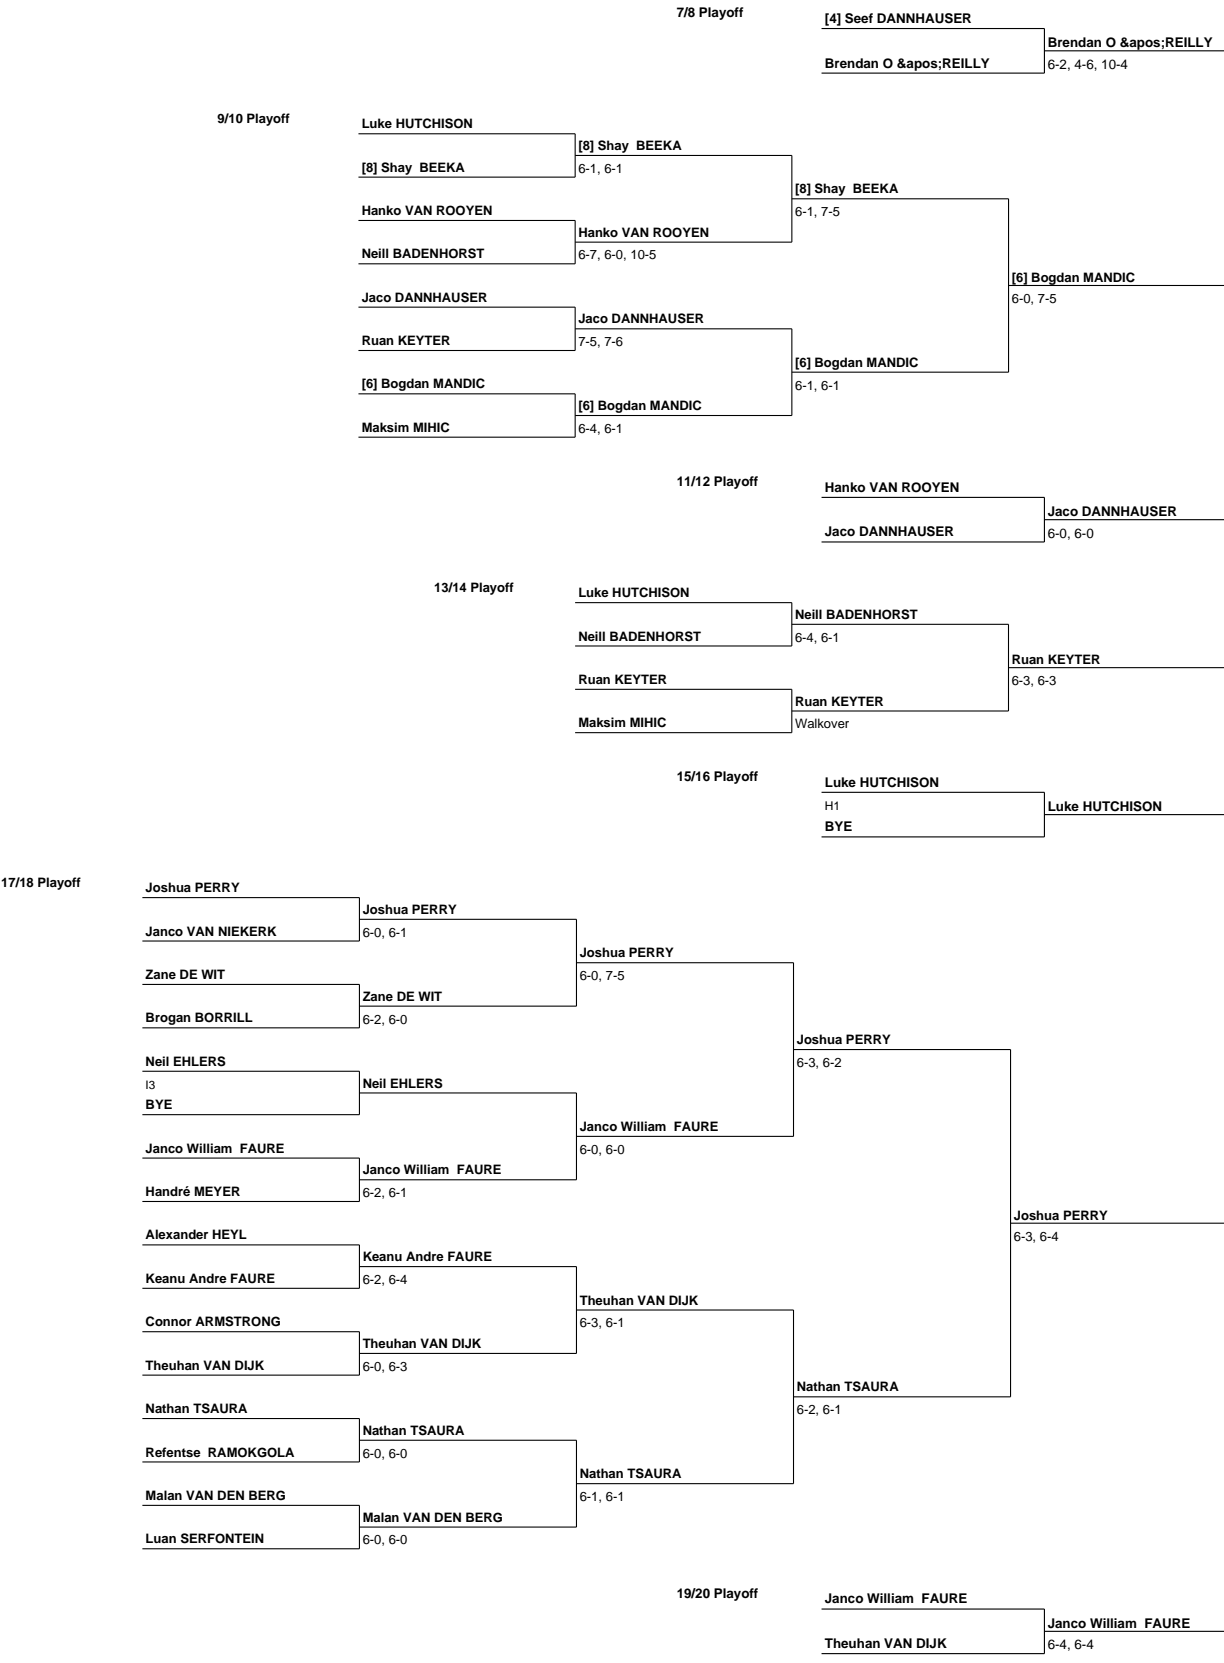 7/8 Playoff
[4] Seef DANNHAUSER
Brendan O &apos;REILLY
Brendan O &apos;REILLY
6-2, 4-6, 10-4
9/10 Playoff
Luke HUTCHISON
[8] Shay  BEEKA
[8] Shay  BEEKA
6-1, 6-1
[8] Shay  BEEKA
Hanko VAN ROOYEN
6-1, 7-5
Hanko VAN ROOYEN
Neill BADENHORST
6-7, 6-0, 10-5
[6] Bogdan MANDIC
Jaco DANNHAUSER
6-0, 7-5
Jaco DANNHAUSER
Ruan KEYTER
7-5, 7-6
[6] Bogdan MANDIC
[6] Bogdan MANDIC
6-1, 6-1
[6] Bogdan MANDIC
Maksim MIHIC
6-4, 6-1
11/12 Playoff
Hanko VAN ROOYEN
Jaco DANNHAUSER
Jaco DANNHAUSER
6-0, 6-0
13/14 Playoff
Luke HUTCHISON
Neill BADENHORST
Neill BADENHORST
6-4, 6-1
Ruan KEYTER
Ruan KEYTER
6-3, 6-3
Ruan KEYTER
Maksim MIHIC
Walkover
15/16 Playoff
Luke HUTCHISON
H1
Luke HUTCHISON
BYE
17/18 Playoff
Joshua PERRY
Joshua PERRY
Janco VAN NIEKERK
6-0, 6-1
Joshua PERRY
Zane DE WIT
6-0, 7-5
Zane DE WIT
Brogan BORRILL
6-2, 6-0
Joshua PERRY
Neil EHLERS
6-3, 6-2
I3
Neil EHLERS
BYE
Janco William  FAURE
Janco William  FAURE
6-0, 6-0
Janco William  FAURE
Handré MEYER
6-2, 6-1
Joshua PERRY
Alexander HEYL
6-3, 6-4
Keanu Andre FAURE
Keanu Andre FAURE
6-2, 6-4
Theuhan VAN DIJK
Connor ARMSTRONG
6-3, 6-1
Theuhan VAN DIJK
Theuhan VAN DIJK
6-0, 6-3
Nathan TSAURA
Nathan TSAURA
6-2, 6-1
Nathan TSAURA
Refentse  RAMOKGOLA
6-0, 6-0
Nathan TSAURA
Malan VAN DEN BERG
6-1, 6-1
Malan VAN DEN BERG
Luan SERFONTEIN
6-0, 6-0
19/20 Playoff
Janco William  FAURE
Janco William  FAURE
Theuhan VAN DIJK
6-4, 6-4